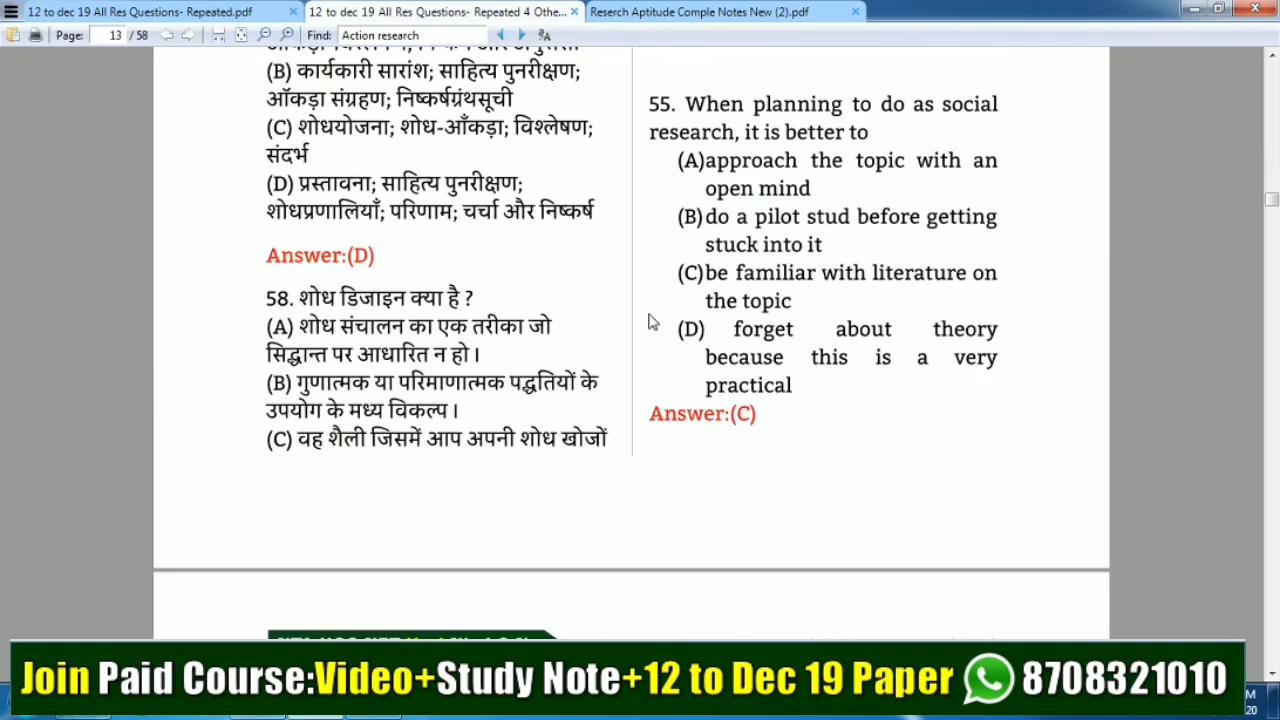 12 to dec 19 All Res Questions- Repeated.pdf
12 to dec 19 All Res Questions- Repeated 4 Othe...
Reserch Aptitude Comple Notes New (2).pdf
Page: 13 / 58
Find: Action research
(B) कार्यकारी सारांश; साहित्य पुनरीक्षण;
ऑकड़ा संग्रहण; निष्कर्षग्रंथसूची
(C) शोधयोजना; शोध-आँकड़ा; विश्लेषण;
संदर्भ
(D) प्रस्तावना; साहित्य पुनरीक्षण;
शोधप्रणालियाँ; परिणाम; चर्चा और निष्कर्ष
Answer:(D)
58. शोध डिजाइन क्या है ?
(A) शोध संचालन का एक तरीका जो
सिद्धान्त पर आधारित न हो ।
(B) गुणात्मक या परिमाणात्मक पद्धतियों के
उपयोग के मध्य विकल्प ।
(C) वह शैली जिसमें आप अपनी शोध खोजों
55. When planning to do as social
research, it is better to
(A)approach the topic with an
open mind
(B)do a pilot stud before getting
stuck into it
(C)be familiar with literature on
the topic
(D) forget about theory
because this is a very
practical
Answer:(C)
Join Paid Course:Video+Study Note+12 to Dec 19 Paper 8708321010